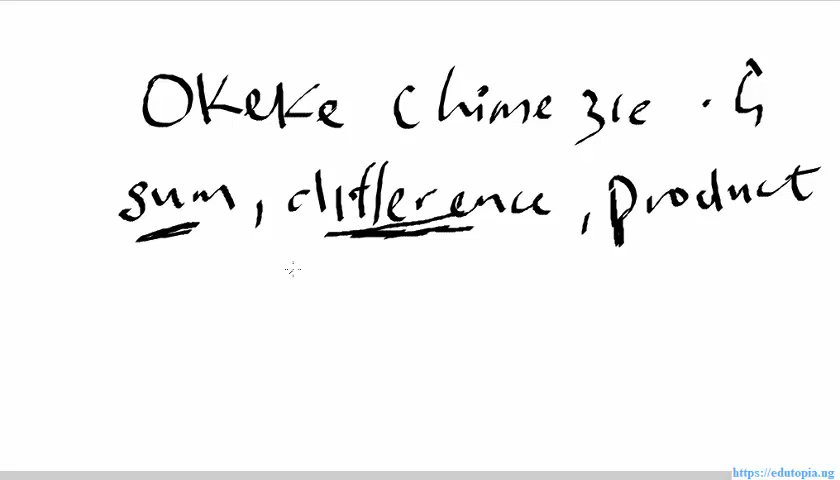 Okeke Chimezie . G
sum, difference, product
https://edutopia.ng